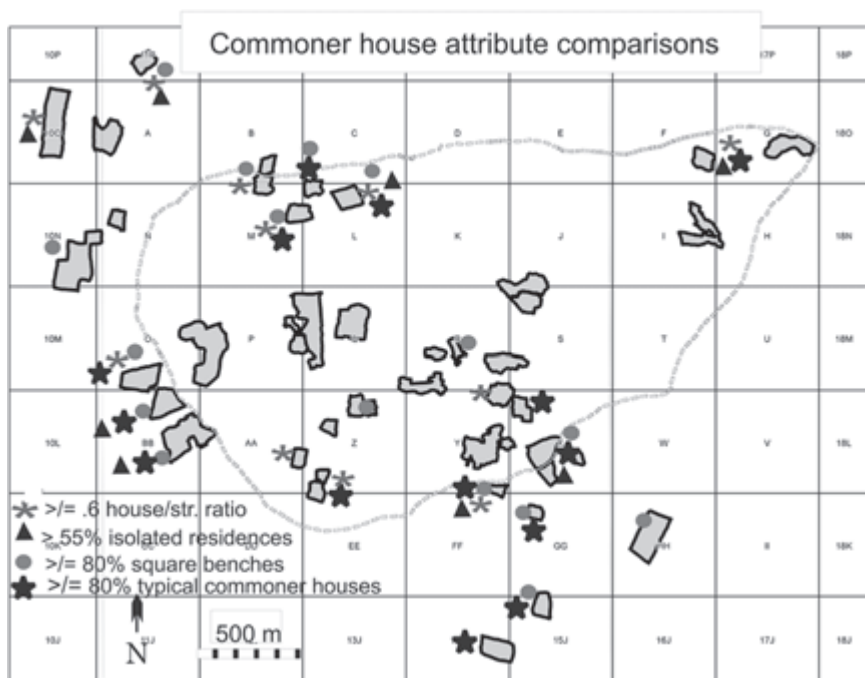 Commoner house attribute comparisons
10P 17P 18P
A B C D E F G 18O
10N N M L K J I H 18N
10M O P S T U 18M
10L BB AA Z Y W V 18L
>/= .6 house/str. ratio
> 55% isolated residences
10K EE FF GG HH II 18K
>/= 80% square benches
>/= 80% typical commoner houses
10J 13J 15J 16J 17J 18J
500 m
N